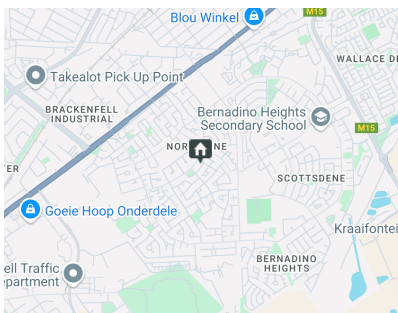 Blou Winkel
M15
WALLACE DE
Takealot Pick Up Point
BRACKENFELL
INDUSTRIAL
Bernadino Heights
Secondary School
M15
NOR
NE
TER
SCOTTSDENE
Goeie Hoop Onderdele
Kraaifontei
ell Traffic
epartment
BERNADINO
HEIGHTS